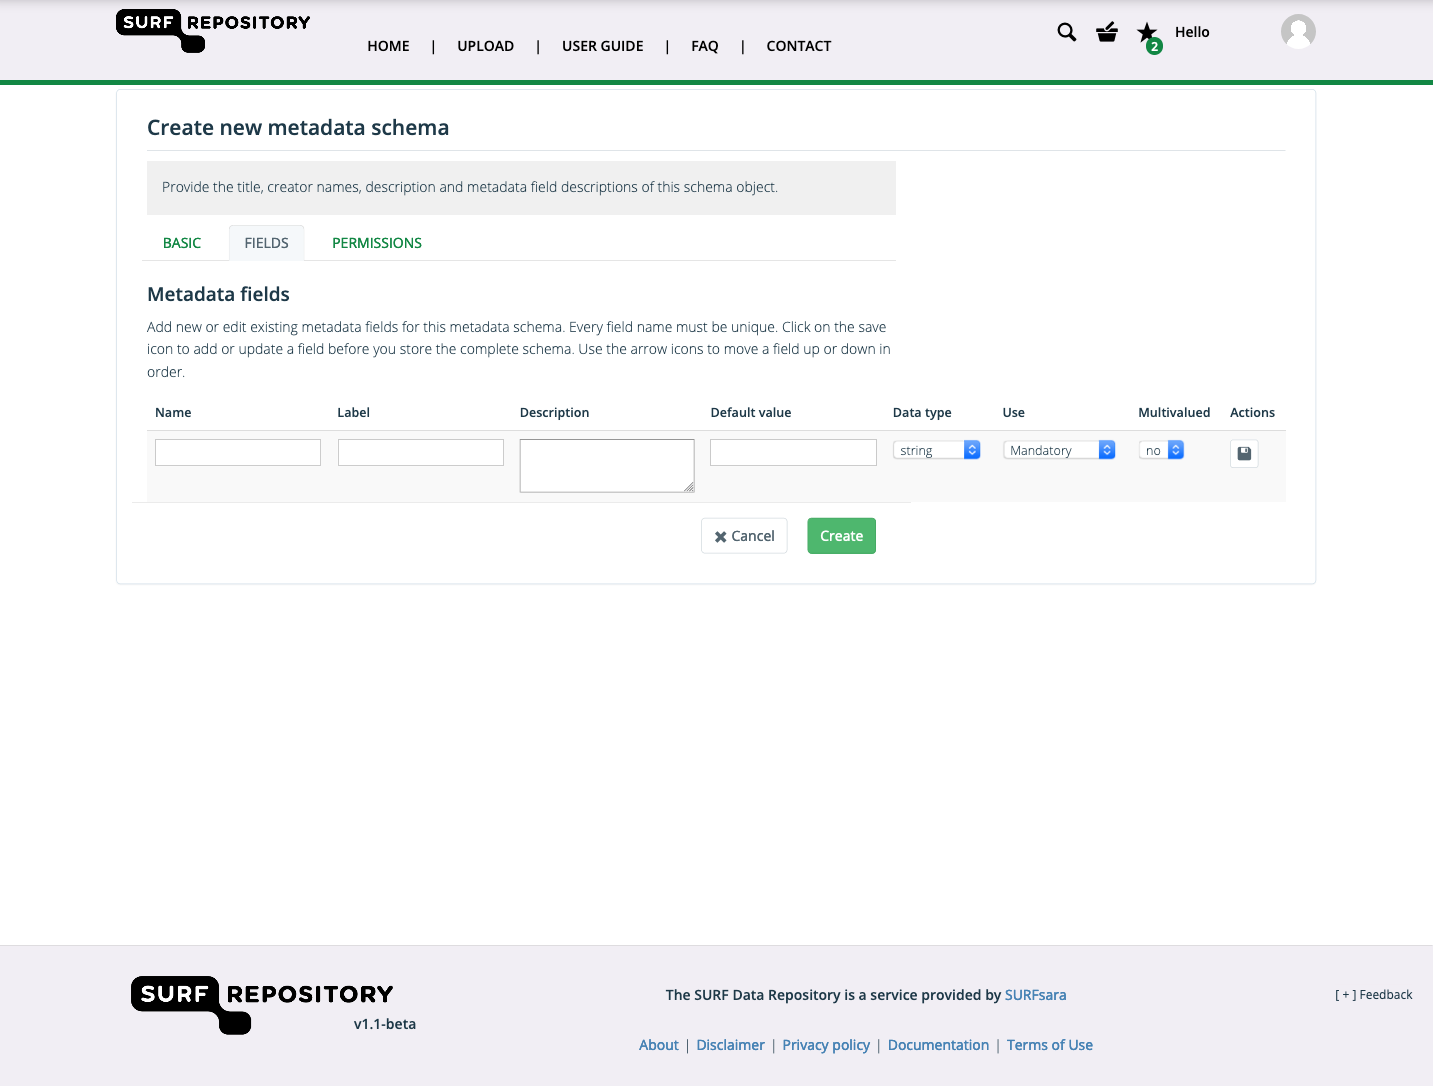 SURF REPOSITORY
HOME | UPLOAD | USER GUIDE | FAQ | CONTACT
2
Hello
Create new metadata schema
Provide the title, creator names, description and metadata field descriptions of this schema object.
BASIC FIELDS PERMISSIONS
Metadata fields
Add new or edit existing metadata fields for this metadata schema. Every field name must be unique. Click on the save
icon to add or update a field before you store the complete schema. Use the arrow icons to move a field up or down in
order.
Name Label Description Default value Data type Use Multivalued Actions
string Mandatory no
Cancel Create
SURF REPOSITORY
v1.1-beta
The SURF Data Repository is a service provided by SURFsara
[ + ] Feedback
About | Disclaimer | Privacy policy | Documentation | Terms of Use